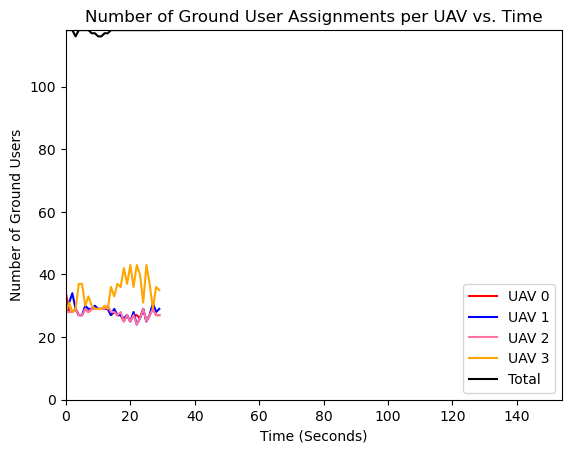 Number of Ground User Assignments per UAV vs. Time
Number of Ground Users
100
80
60
40
20
0
0 20 40 60 80 100 120 140
Time (Seconds)
UAV 0
UAV 1
UAV 2
UAV 3
Total